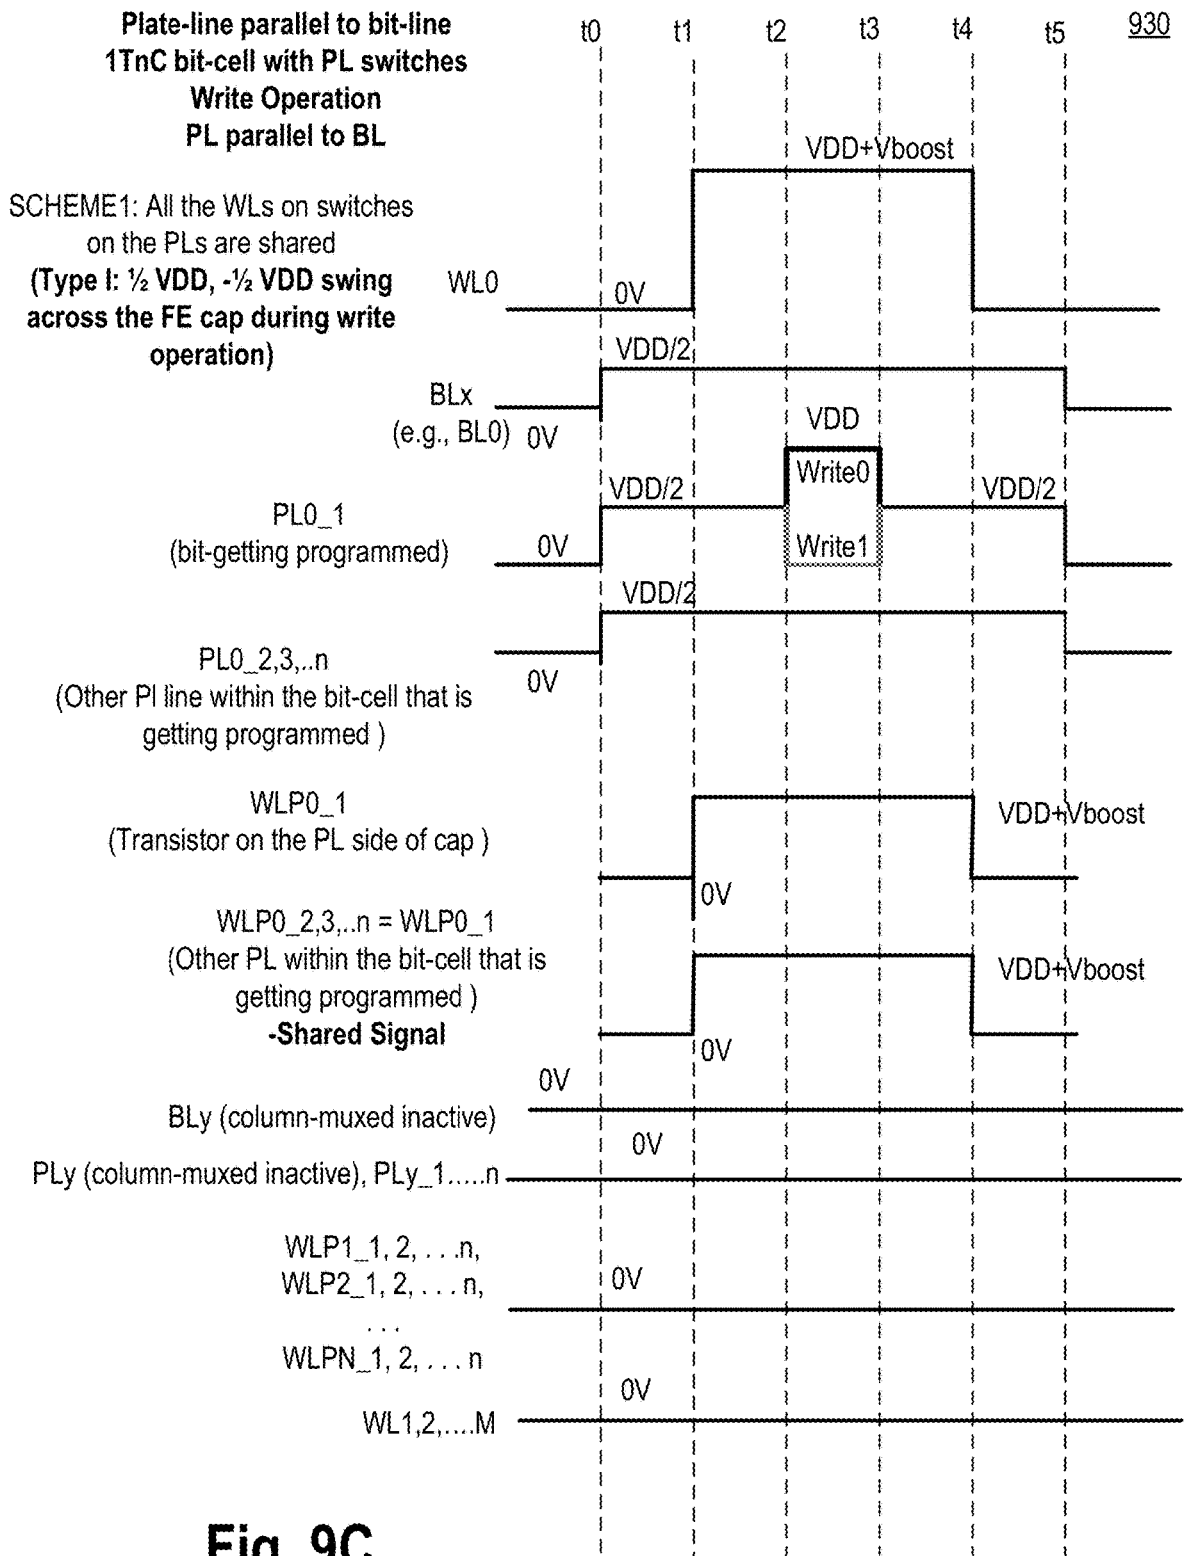 Plate-line parallel to bit-line
1TnC bit-cell with PL switches
Write Operation
PL parallel to BL
t0 t1 t2 t3 t4 t5 930
VDD+Vboost
SCHEME1: All the WLs on switches
on the PLs are shared
(Type I: ½ VDD, -½ VDD swing
across the FE cap during write
operation)
WL0
0V
VDD/2
BLx
(e.g., BL0) 0V
VDD
Write0
VDD/2 VDD/2
PL0_1
(bit-getting programmed)
0V
Write1
VDD/2
PL0_2,3,..n
0V
(Other Pl line within the bit-cell that is
getting programmed )
WLP0_1
(Transistor on the PL side of cap )
VDD+Vboost
0V
WLP0_2,3,..n = WLP0_1
(Other PL within the bit-cell that is
getting programmed )
-Shared Signal
VDD+Vboost
0V
0V
BLy (column-muxed inactive)
0V
PLy (column-muxed inactive), PLy_1.....n
WLP1_1, 2, . . .n,
WLP2_1, 2, . . . n,
. . .
WLPN_1, 2, . . . n
0V
0V
WL1,2,....M
Fig. 9C